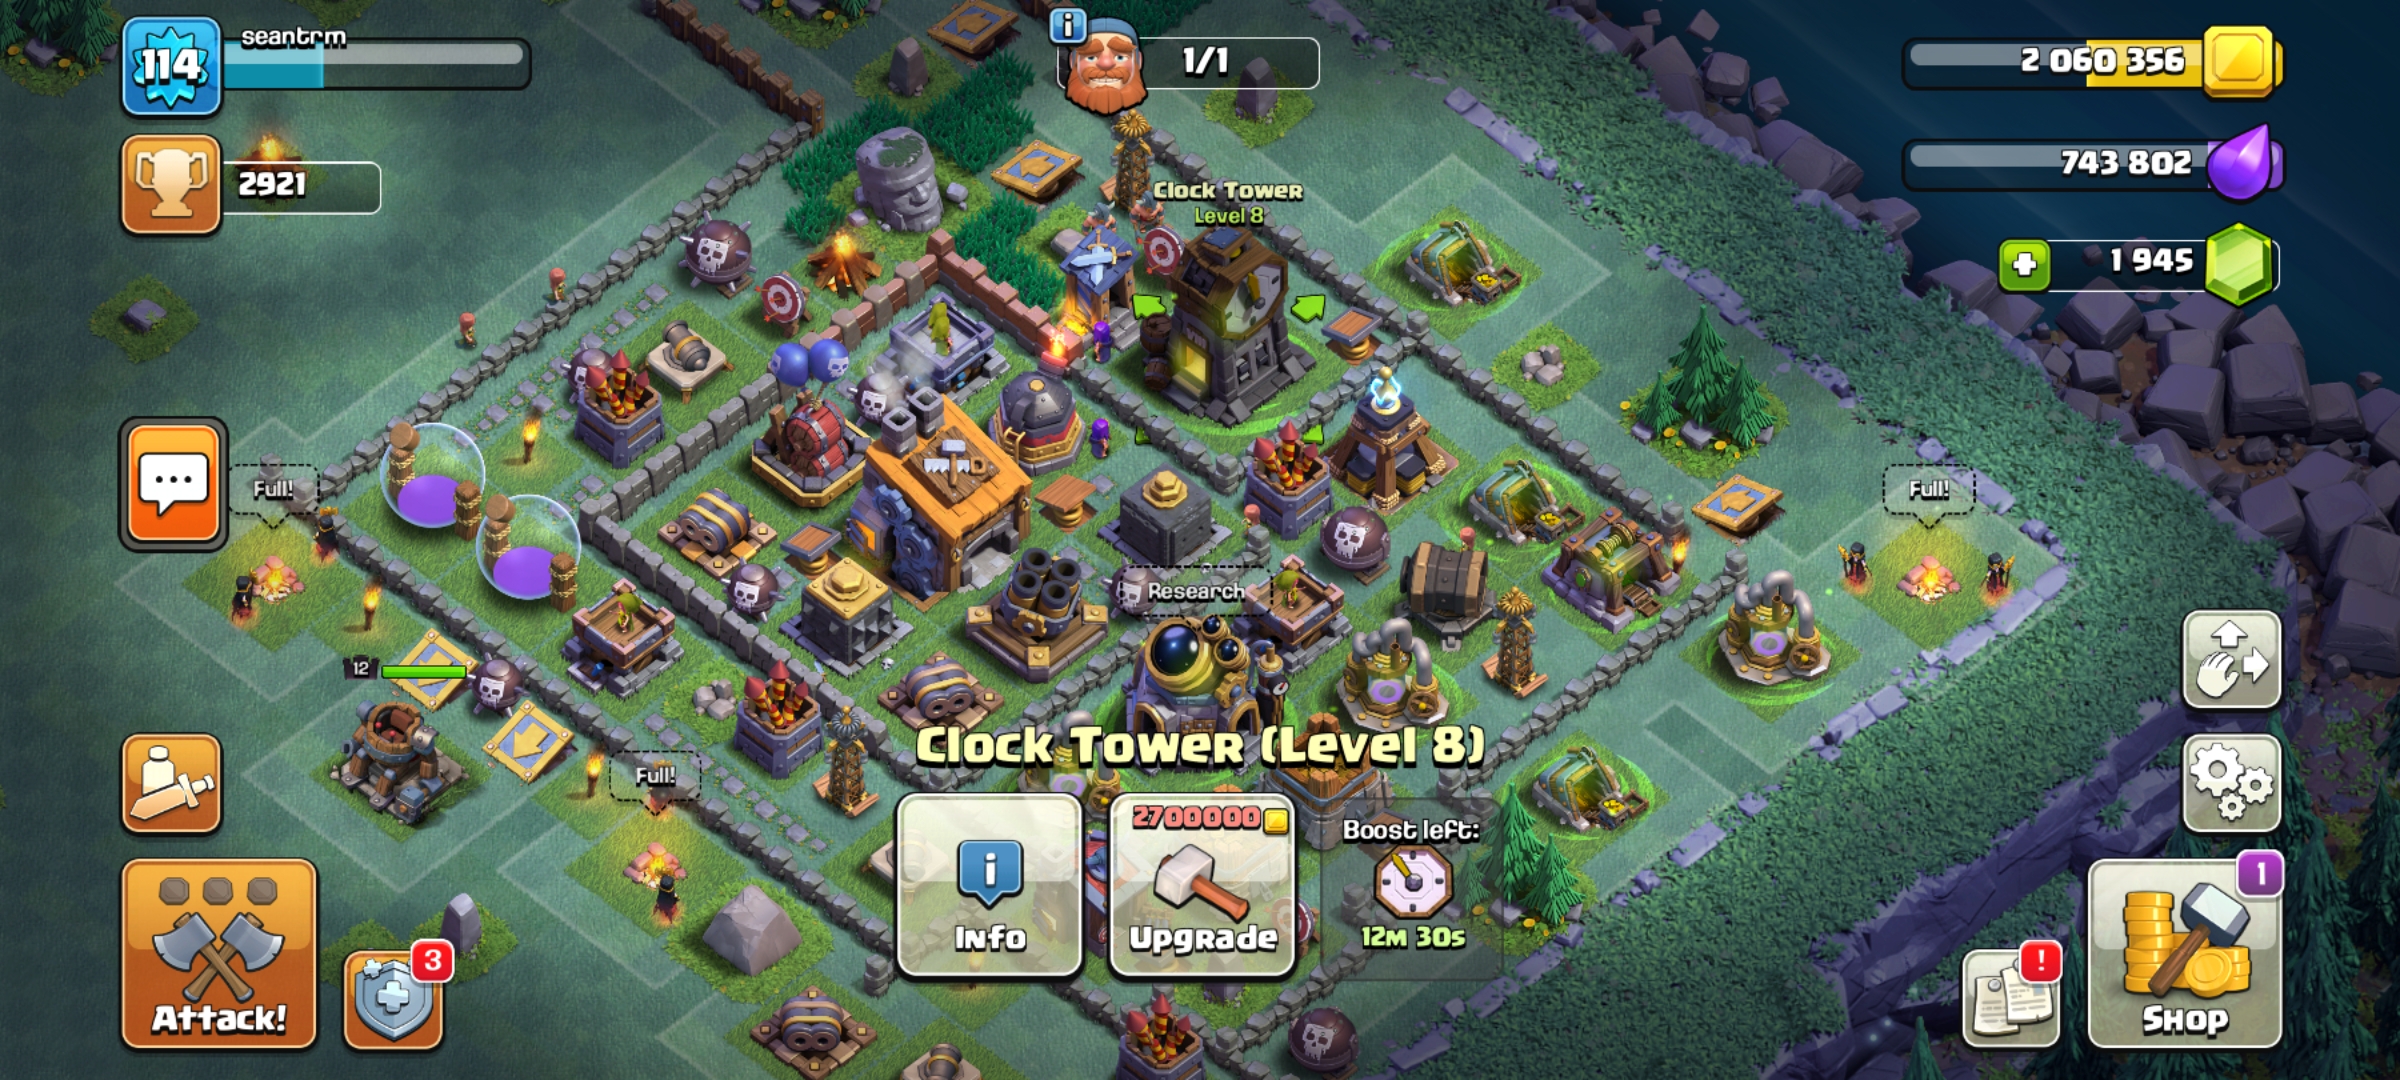 114
seantrm
1/1
2 060 356
2921
743 802
1 945
Clock Tower
Level 8
Full!
Full!
Research
12
Full!
Clock Tower (Level 8)
Info
2700000
Upgrade
Boost left:
12m 30s
Attack!
3
!
1
Shop